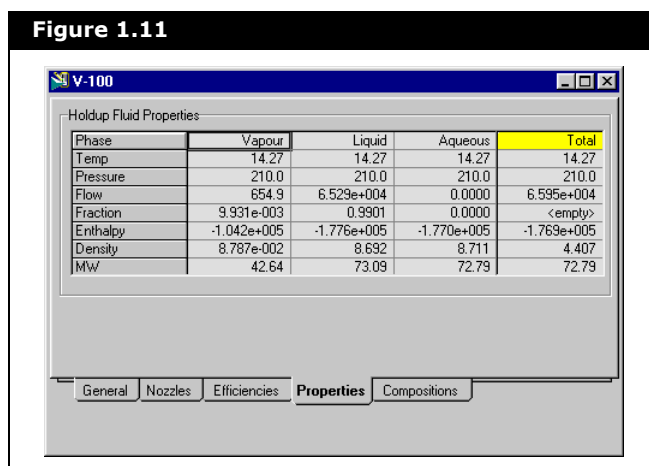 Figure 1.11
V-100
Holdup Fluid Properties
Phase Vapour Liquid Aqueous Total
Temp 14.27 14.27 14.27 14.27
Pressure 210.0 210.0 210.0 210.0
Flow 654.9 6.529e+004 0.0000 6.595e+004
Fraction 9.931e-003 0.9901 0.0000 <empty>
Enthalpy -1.042e+005 -1.776e+005 -1.770e+005 -1.769e+005
Density 8.787e-002 8.692 8.711 4.407
MW 42.64 73.09 72.79 72.79
General Nozzles Efficiencies Properties Compositions